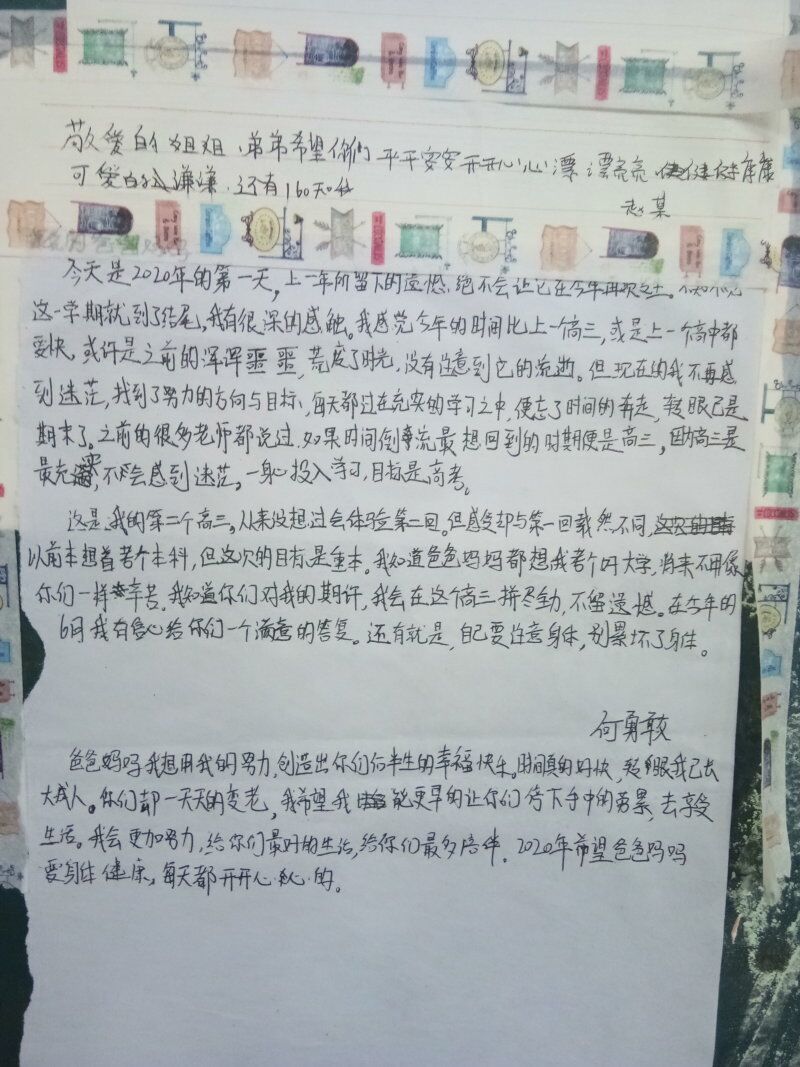 敬爱的姐姐、弟弟希望你们平平安安开开心心漂漂亮亮健健康康
可爱的谦谦.还有160天
赵某
今天是2020年的第一天,上一年所留下的遗憾.绝不会让它在今年再次
这一学期就到了结尾,我有很深的感触。我感觉今年的时间比上一个高三,或是上一个高中都
要快。或许是之前的浑浑噩噩,荒度了时光,没有注意到它的流逝。但现在的我不再感
到迷茫,我找到了努力的方向与目标,每天都过在充实的学习之中,便忘了时间的奔走,转眼已是
期末了。之前的很多老师都说过,如果时间倒流最想回到的时期便是高三,因为高三是
最充实,不会感到迷茫,一身心投入学习,目标是高考。
这是我的第二个高三,从来没想过会体验第二回。但感受却与第一回截然不同,
以前本想着考个本科,但这次的目标是重本。我知道爸爸妈妈都想我考个好大学,将来不用像
你们一样辛苦,我知道你们对我的期许,我会在这个高三拼尽全力,不留遗憾。在今年的
6月我有信心给你们一个满意的答复。还有就是,自己要注意身体,别累坏了身体。
何勇敢
爸爸妈妈我想用我的努力,创造出你们后半生的幸福快乐。时间真的好快,转眼我已长
大成人。你们却一天天的变老,我希望我能更早的让你们停下手中的劳累,去享受
生活。我会更加努力,给你们最好的生活,给你们最多陪伴。2020年希望爸爸妈妈
要身体健康,每天都开开心心的。